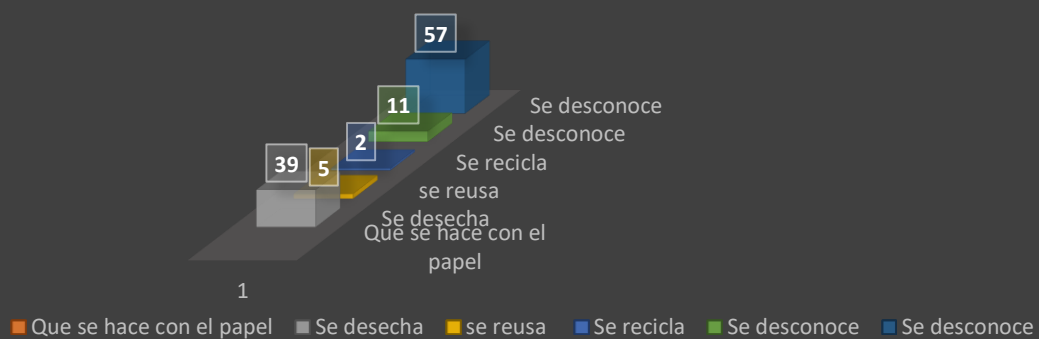 57
11
2
39
5
Se desconoce
Se desconoce
Se recicla
se reusa
Se desecha
Que se hace con el
papel
1
Que se hace con el papel Se desecha se reusa Se recicla Se desconoce Se desconoce